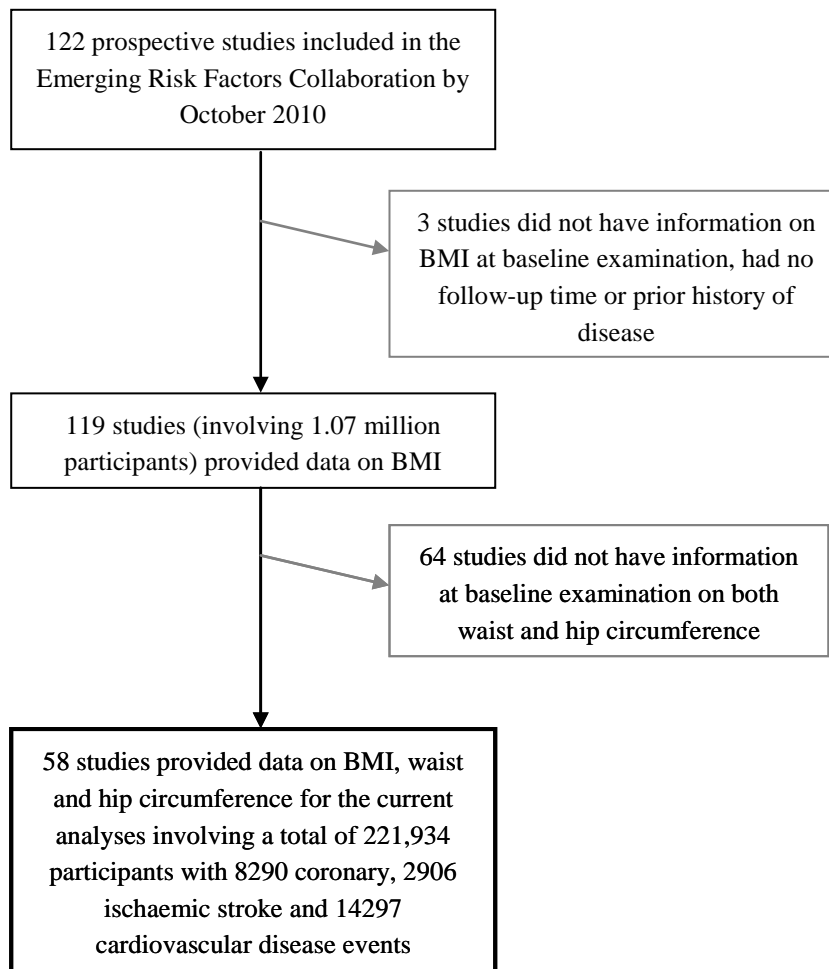 122 prospective studies included in the
Emerging Risk Factors Collaboration by
October 2010
3 studies did not have information on
BMI at baseline examination, had no
follow-up time or prior history of
disease
119 studies (involving 1.07 million
participants) provided data on BMI
64 studies did not have information
at baseline examination on both
waist and hip circumference
58 studies provided data on BMI, waist
and hip circumference for the current
analyses involving a total of 221,934
participants with 8290 coronary, 2906
ischaemic stroke and 14297
cardiovascular disease events